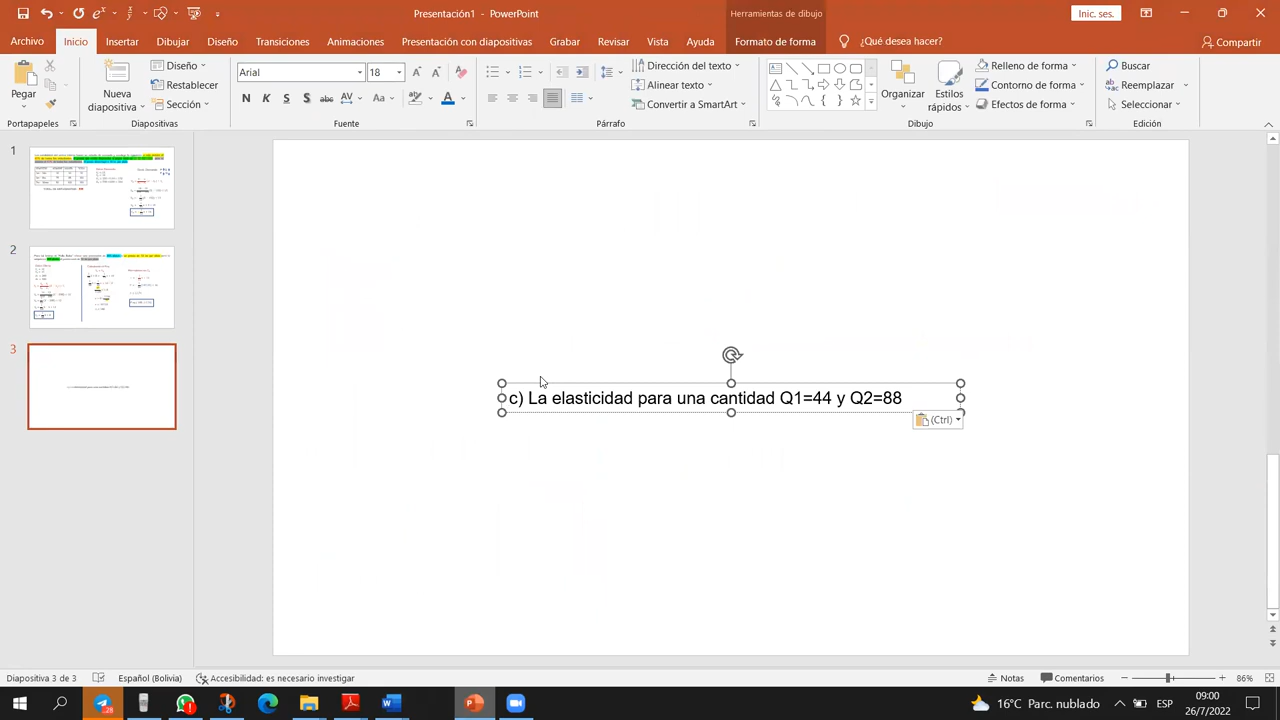 Presentación1 - PowerPoint
Herramientas de dibujo
Inic. ses.
Archivo Inicio Insertar Dibujar Diseño Transiciones Animaciones Presentación con diapositivas Grabar Revisar Vista Ayuda Formato de forma ¿Qué desea hacer? Compartir
Pegar
Portapapeles
Nueva diapositiva
Diseño
Restablecer
Sección
Diapositivas
Arial 18
N K S S abc AV Aa
Fuente
Dirección del texto
Alinear texto
Convertir a SmartArt
Párrafo
Organizar
Estilos rápidos
Relleno de forma
Contorno de forma
Efectos de forma
Dibujo
Buscar
Reemplazar
Seleccionar
Edición
1
2
3
c) La elasticidad para una cantidad Q1=44 y Q2=88
(Ctrl)
Diapositiva 3 de 3 Español (Bolivia) Accesibilidad: es necesario investigar Notas Comentarios 86%
16°C Parc. nublado ESP 09:00
26/7/2022